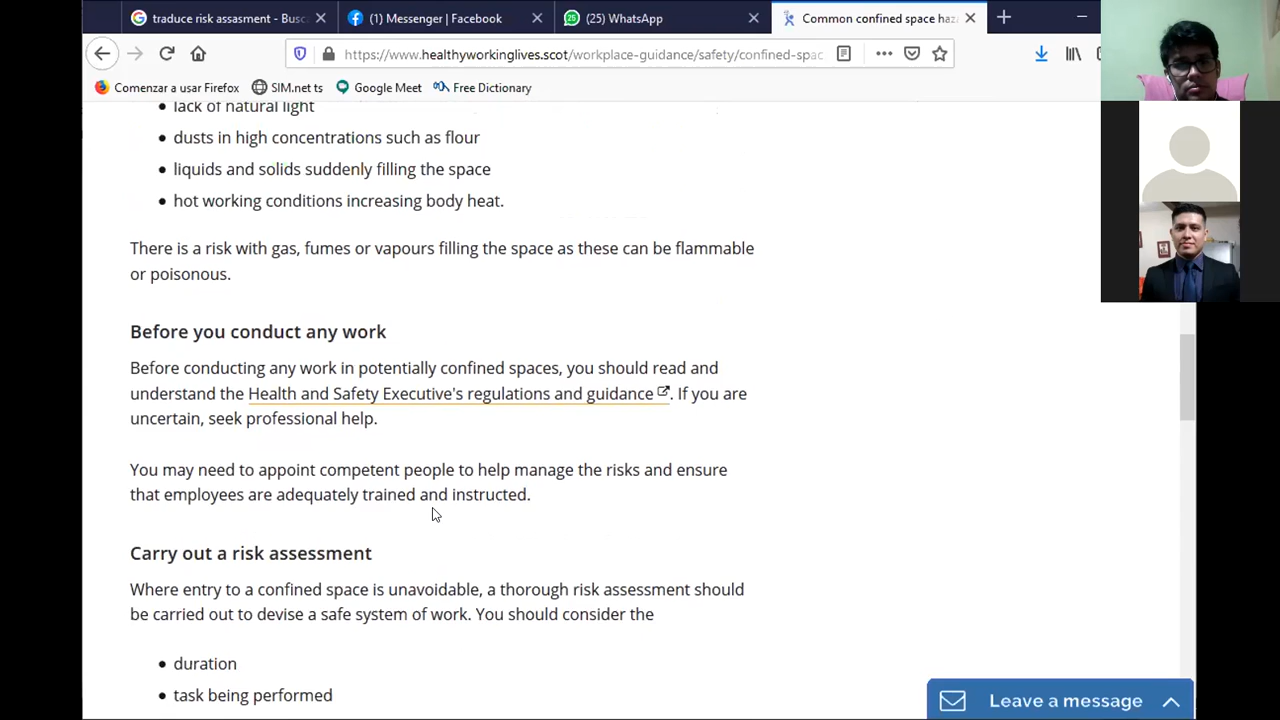 traduce risk assasment - Busc
(1) Messenger | Facebook
(25) WhatsApp
Common confined space haz
https://www.healthyworkinglives.scot/workplace-guidance/safety/confined-spac
Comenzar a usar Firefox
SIM.net ts
Google Meet
Free Dictionary
• lack of natural light
• dusts in high concentrations such as flour
• liquids and solids suddenly filling the space
• hot working conditions increasing body heat.
There is a risk with gas, fumes or vapours filling the space as these can be flammable
or poisonous.
Before you conduct any work
Before conducting any work in potentially confined spaces, you should read and
understand the Health and Safety Executive's regulations and guidance. If you are
uncertain, seek professional help.
You may need to appoint competent people to help manage the risks and ensure
that employees are adequately trained and instructed.
Carry out a risk assessment
Where entry to a confined space is unavoidable, a thorough risk assessment should
be carried out to devise a safe system of work. You should consider the
• duration
• task being performed
Leave a message